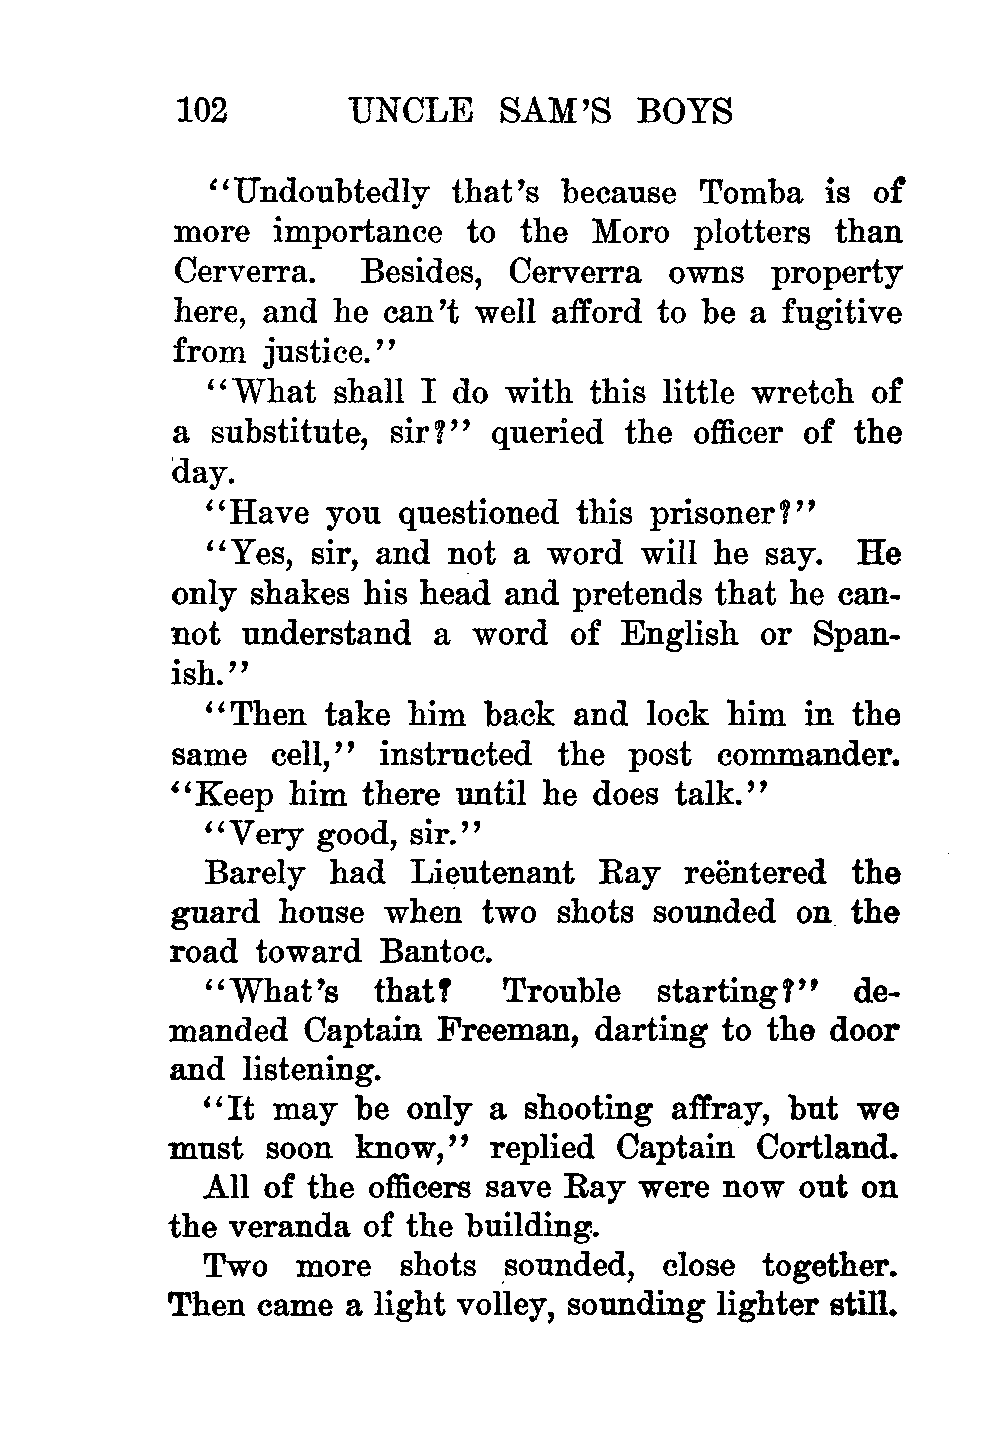 102 UNCLE SAM'S BOYS
"Undoubtedly that's because Tomba is of
more importance to the Moro plotters than
Cerverra. Besides, Cerverra owns property
here, and he can't well afford to be a fugitive
from justice."
"What shall I do with this little wretch of
a substitute, sir?" queried the officer of the
day.
"Have you questioned this prisoner?"
"Yes, sir, and not a word will he say. He
only shakes his head and pretends that he can-
not understand a word of English or Span-
ish."
"Then take him back and lock him in the
same cell," instructed the post commander.
"Keep him there until he does talk."
"Very good, sir."
Barely had Lieutenant Ray reëntered the
guard house when two shots sounded on the
road toward Bantoc.
"What's that? Trouble starting?" de-
manded Captain Freeman, darting to the door
and listening.
"It may be only a shooting affray, but we
must soon know," replied Captain Cortland.
All of the officers save Ray were now out on
the veranda of the building.
Two more shots sounded, close together.
Then came a light volley, sounding lighter still.